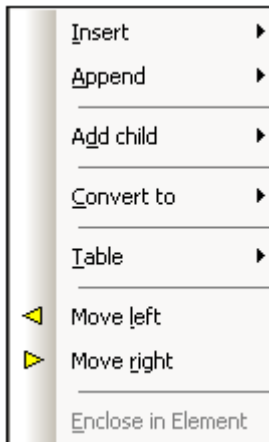 Insert
Append
Add child
Convert to
Table
Move left
Move right
Enclose in Element